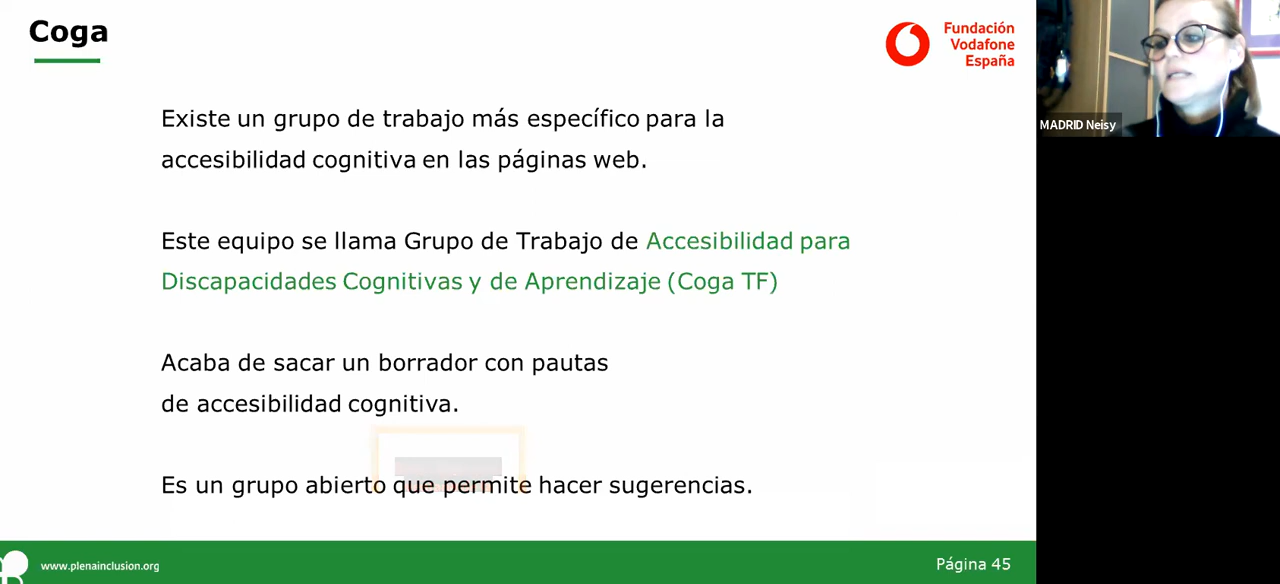 Coga
Fundación
Vodafone
España
MADRID Neisy
Existe un grupo de trabajo más específico para la
accesibilidad cognitiva en las páginas web.
Este equipo se llama Grupo de Trabajo de Accesibilidad para
Discapacidades Cognitivas y de Aprendizaje (Coga TF)
Acaba de sacar un borrador con pautas
de accesibilidad cognitiva.
Es un grupo abierto que permite hacer sugerencias.
www.plenainclusion.org
Página 45